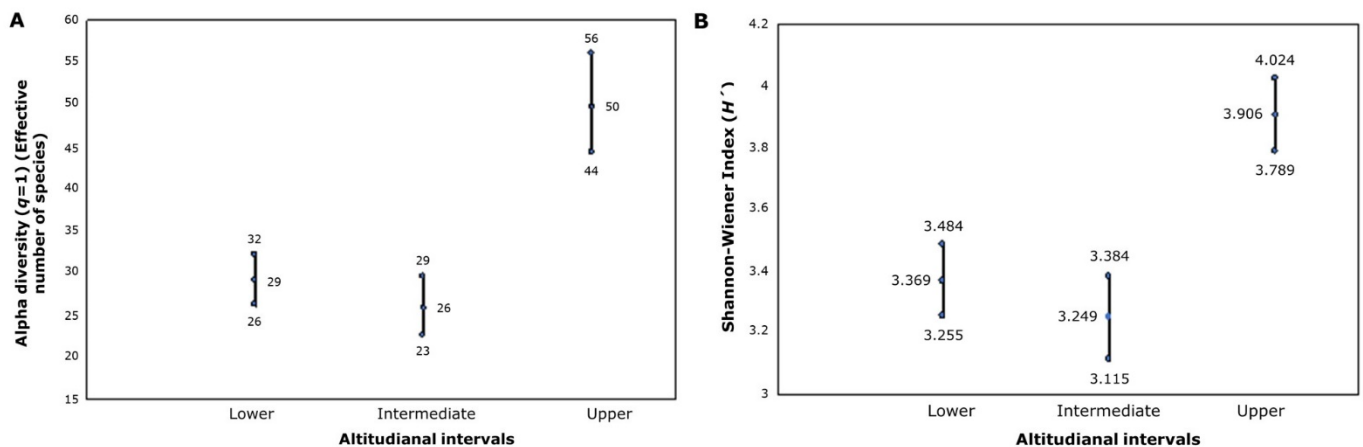 A
Alpha diversity (q=1) (Effective
number of species)
60
55
50
45
40
35
30
25
20
15
32
29
26
29
26
23
56
50
44
Lower
Intermediate
Upper
Altitudianal intervals
B
Shannon-Wiener Index (H´)
4.2
4
3.8
3.6
3.4
3.2
3
3.484
3.369
3.255
3.384
3.249
3.115
4.024
3.906
3.789
Lower
Intermediate
Upper
Altitudianal intervals